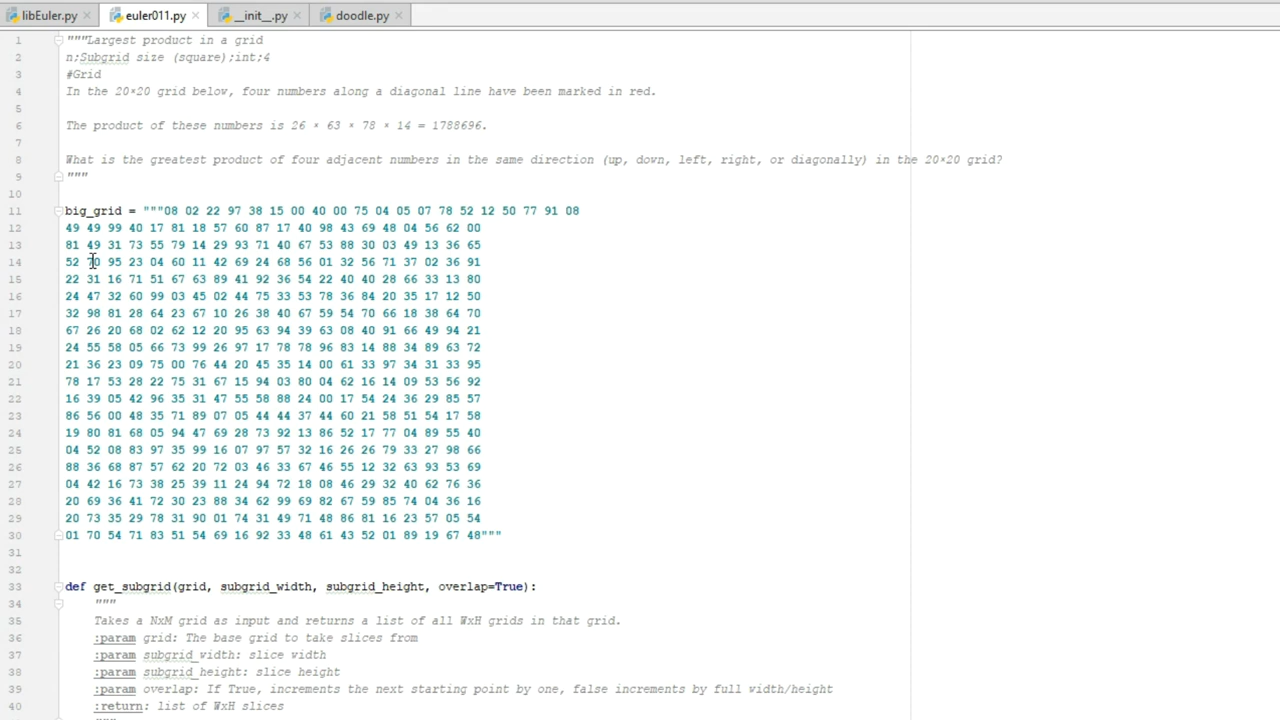 libEuler.py euler011.py __init__.py doodle.py
1 """Largest product in a grid
2 n;Subgrid size (square);int;4
3 #Grid
4 In the 20×20 grid below, four numbers along a diagonal line have been marked in red.
5
6 The product of these numbers is 26 × 63 × 78 × 14 = 1788696.
7
8 What is the greatest product of four adjacent numbers in the same direction (up, down, left, right, or diagonally) in the 20×20 grid?
9 """
10
11 big_grid = """08 02 22 97 38 15 00 40 00 75 04 05 07 78 52 12 50 77 91 08
12 49 49 99 40 17 81 18 57 60 87 17 40 98 43 69 48 04 56 62 00
13 81 49 31 73 55 79 14 29 93 71 40 67 53 88 30 03 49 13 36 65
14 52 70 95 23 04 60 11 42 69 24 68 56 01 32 56 71 37 02 36 91
15 22 31 16 71 51 67 63 89 41 92 36 54 22 40 40 28 66 33 13 80
16 24 47 32 60 99 03 45 02 44 75 33 53 78 36 84 20 35 17 12 50
17 32 98 81 28 64 23 67 10 26 38 40 67 59 54 70 66 18 38 64 70
18 67 26 20 68 02 62 12 20 95 63 94 39 63 08 40 91 66 49 94 21
19 24 55 58 05 66 73 99 26 97 17 78 78 96 83 14 88 34 89 63 72
20 21 36 23 09 75 00 76 44 20 45 35 14 00 61 33 97 34 31 33 95
21 78 17 53 28 22 75 31 67 15 94 03 80 04 62 16 14 09 53 56 92
22 16 39 05 42 96 35 31 47 55 58 88 24 00 17 54 24 36 29 85 57
23 86 56 00 48 35 71 89 07 05 44 44 37 44 60 21 58 51 54 17 58
24 19 80 81 68 05 94 47 69 28 73 92 13 86 52 17 77 04 89 55 40
25 04 52 08 83 97 35 99 16 07 97 57 32 16 26 26 79 33 27 98 66
26 88 36 68 87 57 62 20 72 03 46 33 67 46 55 12 32 63 93 53 69
27 04 42 16 73 38 25 39 11 24 94 72 18 08 46 29 32 40 62 76 36
28 20 69 36 41 72 30 23 88 34 62 99 69 82 67 59 85 74 04 36 16
29 20 73 35 29 78 31 90 01 74 31 49 71 48 86 81 16 23 57 05 54
30 01 70 54 71 83 51 54 69 16 92 33 48 61 43 52 01 89 19 67 48"""
31
32
33 def get_subgrid(grid, subgrid_width, subgrid_height, overlap=True):
34 """
35 Takes a NxM grid as input and returns a list of all WxH grids in that grid.
36 :param grid: The base grid to take slices from
37 :param subgrid_width: slice width
38 :param subgrid_height: slice height
39 :param overlap: If True, increments the next starting point by one, false increments by full width/height
40 :return: list of WxH slices